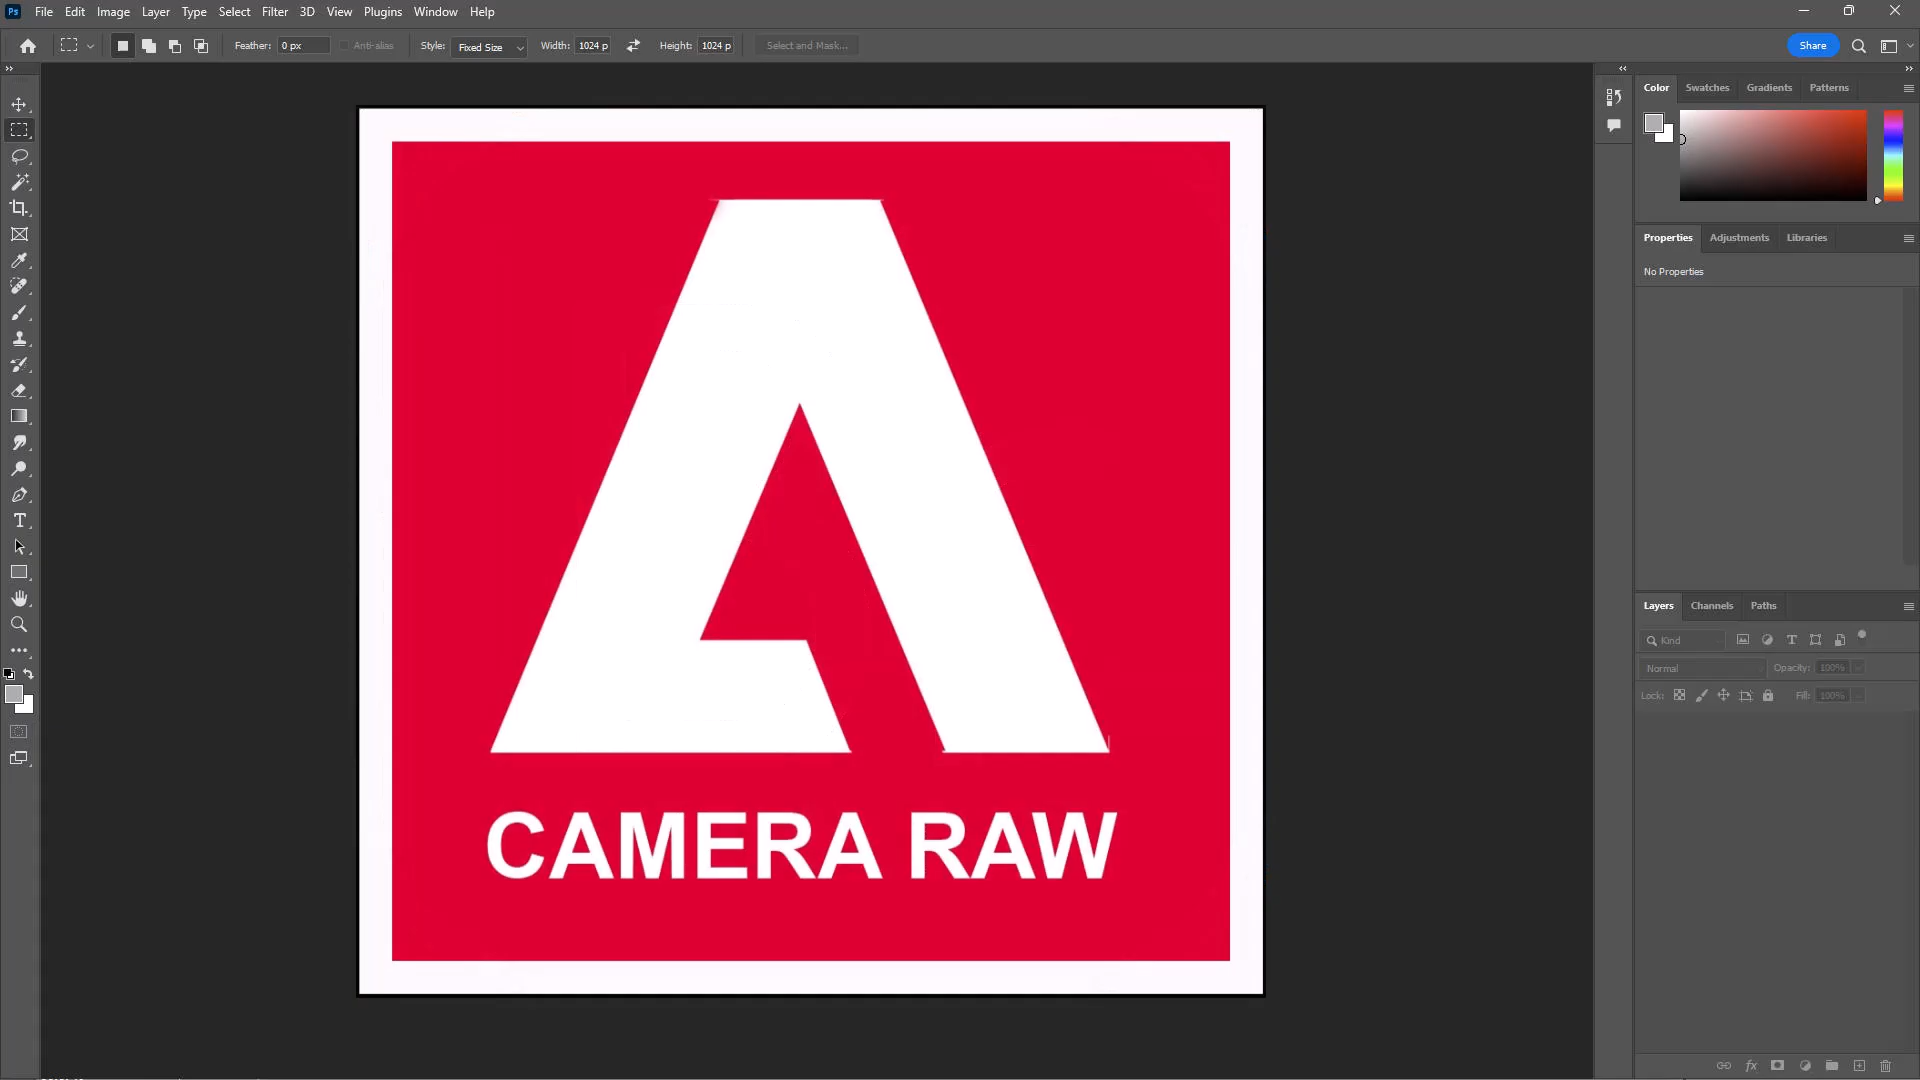 Ps File Edit Image Layer Type Select Filter 3D View Plugins Window Help
Feather: 0 px Anti-alias Style: Fixed Size Width: 1024 p Height: 1024 p Select and Mask... Share
Color Swatches Gradients Patterns
Properties Adjustments Libraries
No Properties
CAMERA RAW
Layers Channels Paths
Kind
Normal Opacity: 100%
Lock: Fill: 100%
fx